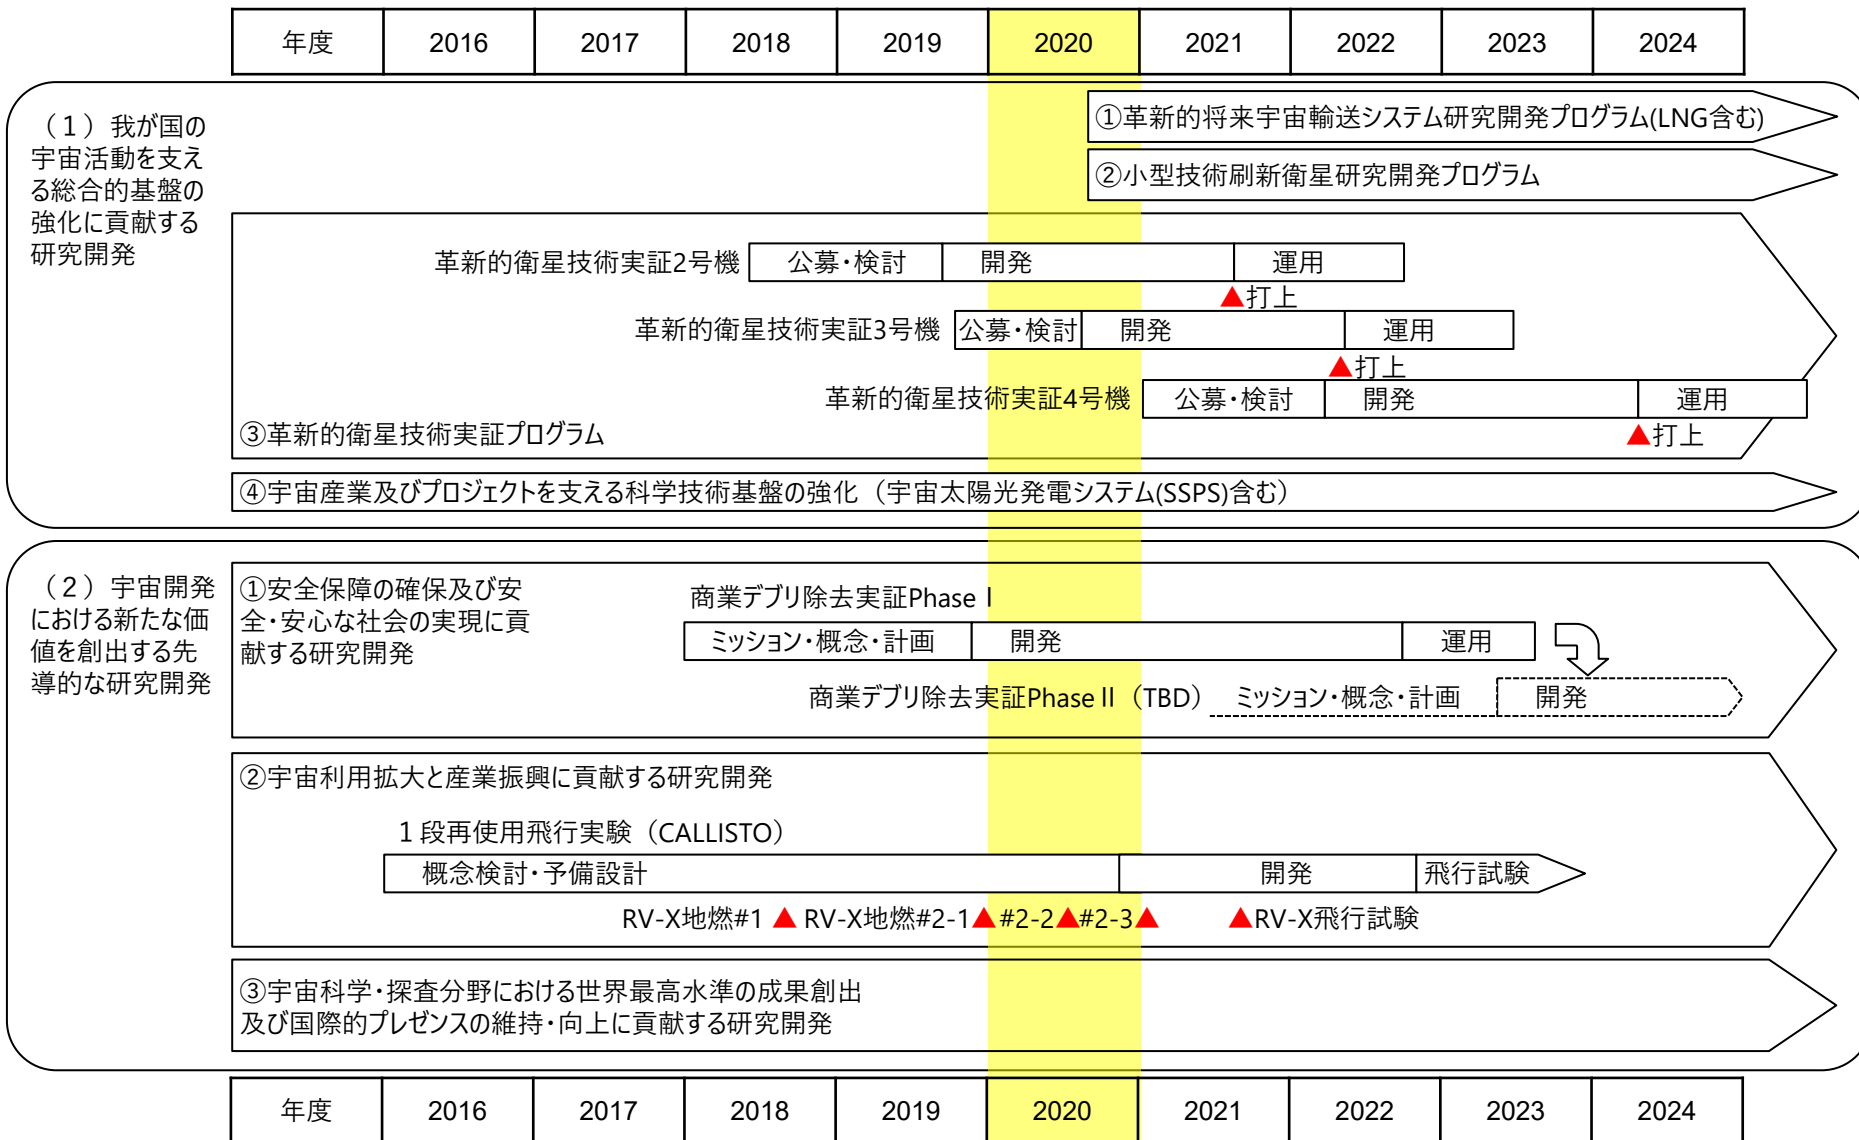 年度 2016 2017 2018 2019 2020 2021 2022 2023 2024
（１）我が国の
宇宙活動を支え
る総合的基盤の
強化に貢献する
研究開発
①革新的将来宇宙輸送システム研究開発プログラム(LNG含む)
②小型技術刷新衛星研究開発プログラム
革新的衛星技術実証2号機 公募・検討 開発 運用
▲打上
革新的衛星技術実証3号機 公募・検討 開発 運用
▲打上
革新的衛星技術実証4号機 公募・検討 開発 運用
③革新的衛星技術実証プログラム ▲打上
④宇宙産業及びプロジェクトを支える科学技術基盤の強化（宇宙太陽光発電システム(SSPS)含む）
（２）宇宙開発
における新たな価
値を創出する先
導的な研究開発
①安全保障の確保及び安
全・安心な社会の実現に貢
献する研究開発
商業デブリ除去実証Phase Ⅰ
ミッション・概念・計画 開発 運用
商業デブリ除去実証Phase Ⅱ（TBD） ミッション・概念・計画 開発
②宇宙利用拡大と産業振興に貢献する研究開発
１段再使用飛行実験（CALLISTO）
概念検討・予備設計 開発 飛行試験
RV-X地燃#1 ▲ RV-X地燃#2-1▲ #2-2▲ #2-3▲ ▲RV-X飛行試験
③宇宙科学・探査分野における世界最高水準の成果創出
及び国際的プレゼンスの維持・向上に貢献する研究開発
年度 2016 2017 2018 2019 2020 2021 2022 2023 2024